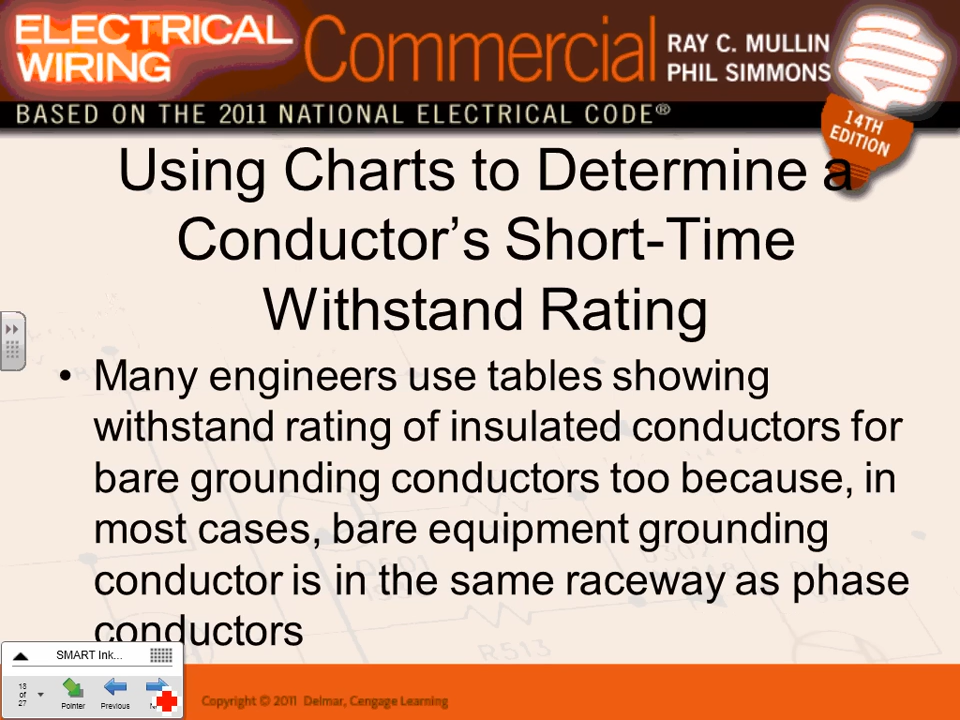 ELECTRICAL
WIRING
Commercial
RAY C. MULLIN
PHIL SIMMONS
BASED ON THE 2011 NATIONAL ELECTRICAL CODE®
14TH
EDITION
Using Charts to Determine a
Conductor’s Short-Time
Withstand Rating
• Many engineers use tables showing
withstand rating of insulated conductors for
bare grounding conductors too because, in
most cases, bare equipment grounding
conductor is in the same raceway as phase
conductors
R513
SMART Ink...
of
27
Pointer
Previous
Copyright © 2011 Delmar, Cengage Learning